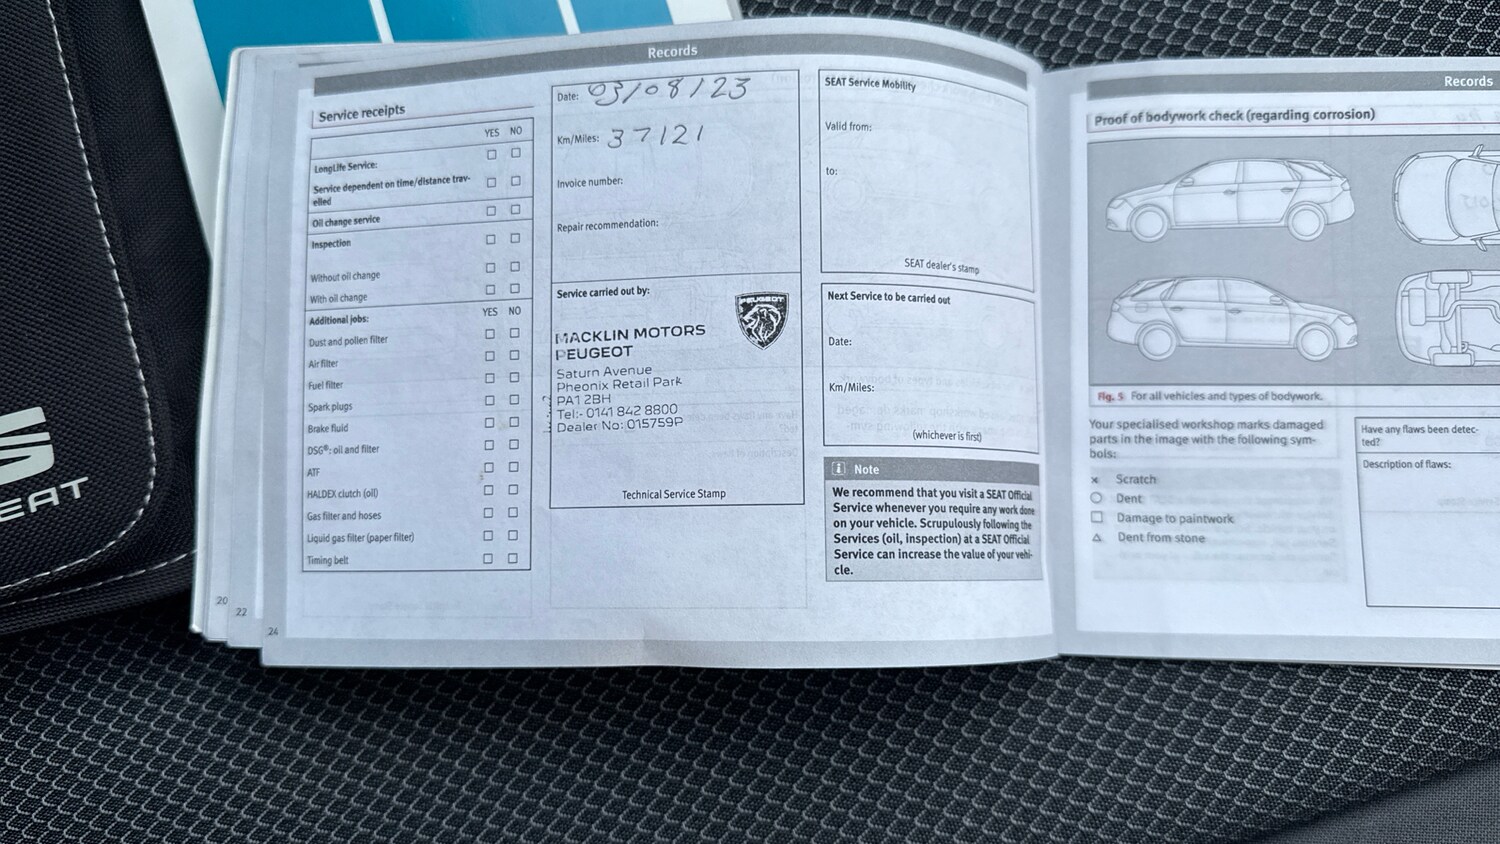 Records
Service receipts
YES NO
LongLife Service:
Service dependent on time/distance trav-
elled
Oil change service
Inspection
Without oil change
With oil change
Additional jobs: YES NO
Dust and pollen filter
Air filter
Fuel filter
Spark plugs
Brake fluid
DSG®: oil and filter
ATF
HALDEX clutch (oil)
Gas filter and hoses
Liquid gas filter (paper filter)
Timing belt
Date: 03/08/23
Km/Miles: 37121
Invoice number:
Repair recommendation:
Service carried out by:
PEUGEOT
MACKLIN MOTORS
PEUGEOT
Saturn Avenue
Pheonix Retail Park
PA1 2BH
Tel:- 0141 842 8800
Dealer No: 015759P
Technical Service Stamp
SEAT Service Mobility
Valid from:
to:
SEAT dealer's stamp
Next Service to be carried out
Date:
Km/Miles:
(whichever is first)
i Note
We recommend that you visit a SEAT Official
Service whenever you require any work done
on your vehicle. Scrupulously following the
Services (oil, inspection) at a SEAT Official
Service can increase the value of your vehi-
cle.
20
22
24
Records
Proof of bodywork check (regarding corrosion)
Fig. 5 For all vehicles and types of bodywork.
Your specialised workshop marks damaged
parts in the image with the following sym-
bols:
x Scratch
○ Dent
□ Damage to paintwork
△ Dent from stone
Have any flaws been detec-
ted?
Description of flaws:
EAT